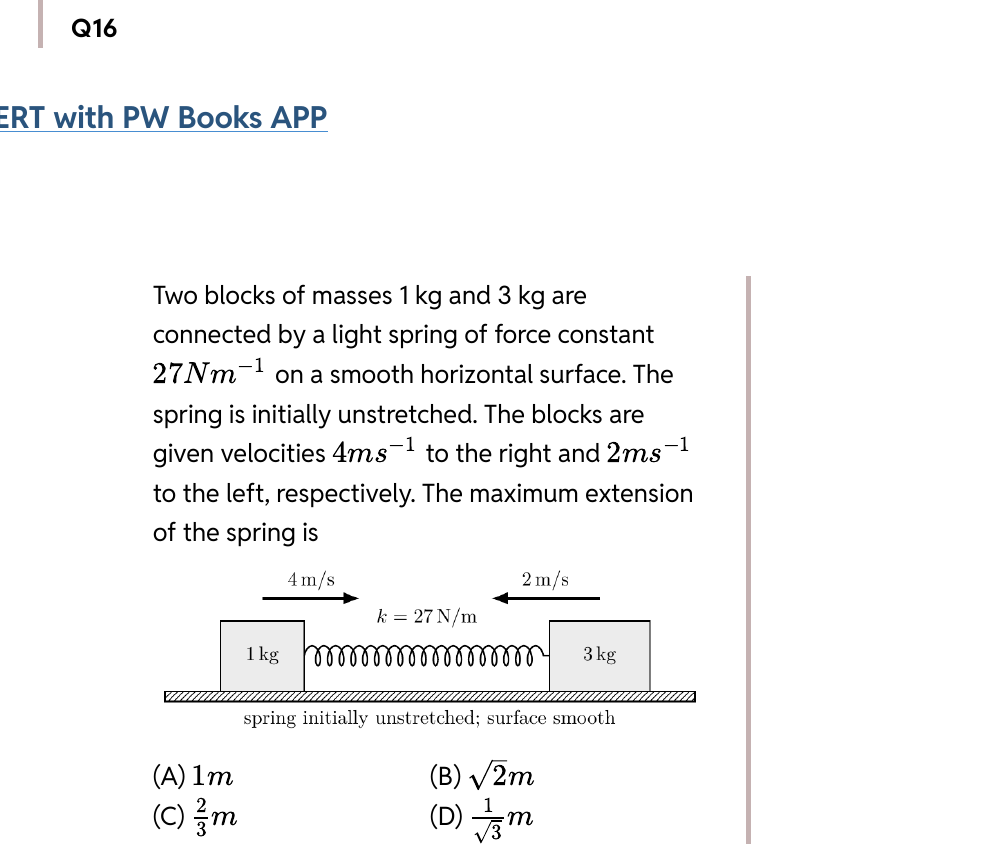 Q16
ERT with PW Books APP
Two blocks of masses 1 kg and 3 kg are
connected by a light spring of force constant
27Nm⁻¹ on a smooth horizontal surface. The
spring is initially unstretched. The blocks are
given velocities 4ms⁻¹ to the right and 2ms⁻¹
to the left, respectively. The maximum extension
of the spring is
4 m/s 2 m/s
k = 27 N/m
1 kg 3 kg
spring initially unstretched; surface smooth
(A) 1m (B) √2m
(C) 2/3 m (D) 1/√3 m